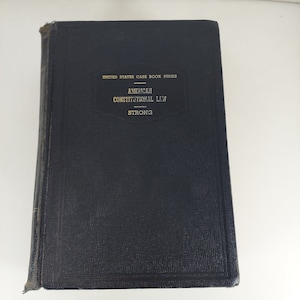 UNITED STATES CASE BOOK SERIES
AMERICAN
CONSTITUTIONAL LAW
STRONG